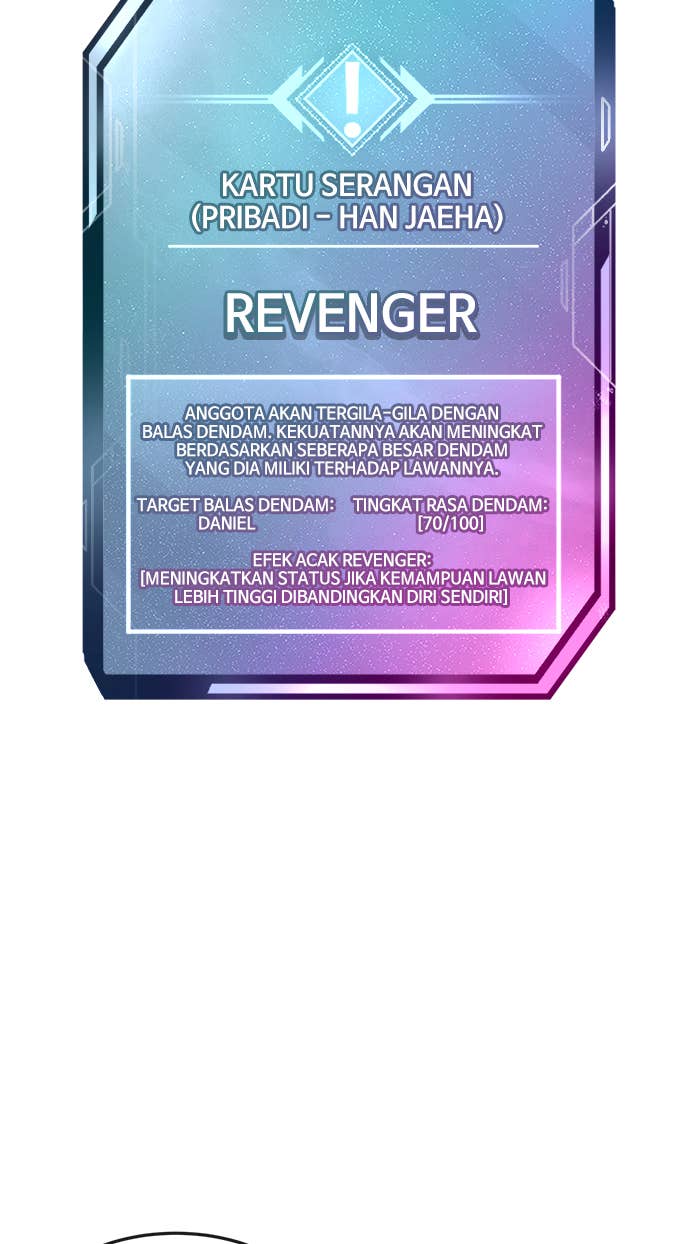 !
KARTU SERANGAN
(PRIBADI - HAN JAEHA)
REVENGER
ANGGOTA AKAN TERGILA-GILA DENGAN
BALAS DENDAM. KEKUATANNYA AKAN MENINGKAT
BERDASARKAN SEBERAPA BESAR DENDAM
YANG DIA MILIKI TERHADAP LAWANNYA.
TARGET BALAS DENDAM: TINGKAT RASA DENDAM:
DANIEL [70/100]
EFEK ACAK REVENGER:
[MENINGKATKAN STATUS JIKA KEMAMPUAN LAWAN
LEBIH TINGGI DIBANDINGKAN DIRI SENDIRI]